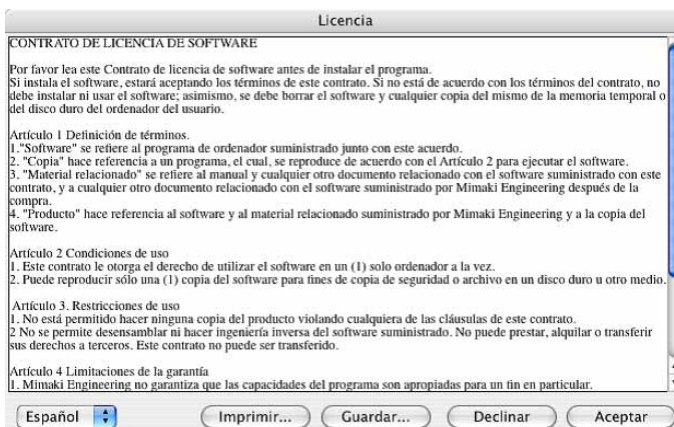 Licencia
CONTRATO DE LICENCIA DE SOFTWARE
Por favor lea este Contrato de licencia de software antes de instalar el programa.
Si instala el software, estará aceptando los términos de este contrato. Si no está de acuerdo con los términos del contrato, no
debe instalar ni usar el software; asimismo, se debe borrar el software y cualquier copia del mismo de la memoria temporal o
del disco duro del ordenador del usuario.
Artículo 1 Definición de términos.
1."Software" se refiere al programa de ordenador suministrado junto con este acuerdo.
2. "Copia" hace referencia a un programa, el cual, se reproduce de acuerdo con el Artículo 2 para ejecutar el software.
3. "Material relacionado" se refiere al manual y cualquier otro documento relacionado con el software suministrado con este
contrato, y a cualquier otro documento relacionado con el software suministrado por Mimaki Engineering después de la
compra.
4. "Producto" hace referencia al software y al material relacionado suministrado por Mimaki Engineering y a la copia del
software.
Artículo 2 Condiciones de uso
1. Este contrato le otorga el derecho de utilizar el software en un (1) solo ordenador a la vez.
2. Puede reproducir sólo una (1) copia del software para fines de copia de seguridad o archivo en un disco duro u otro medio.
Artículo 3. Restricciones de uso
1. No está permitido hacer ninguna copia del producto violando cualquiera de las cláusulas de este contrato.
2 No se permite desensamblar ni hacer ingeniería inversa del software suministrado. No puede prestar, alquilar o transferir
sus derechos a terceros. Este contrato no puede ser transferido.
Artículo 4 Limitaciones de la garantía
1. Mimaki Engineering no garantiza que las capacidades del programa son apropiadas para un fin en particular.
Español Imprimir... Guardar... Declinar Aceptar